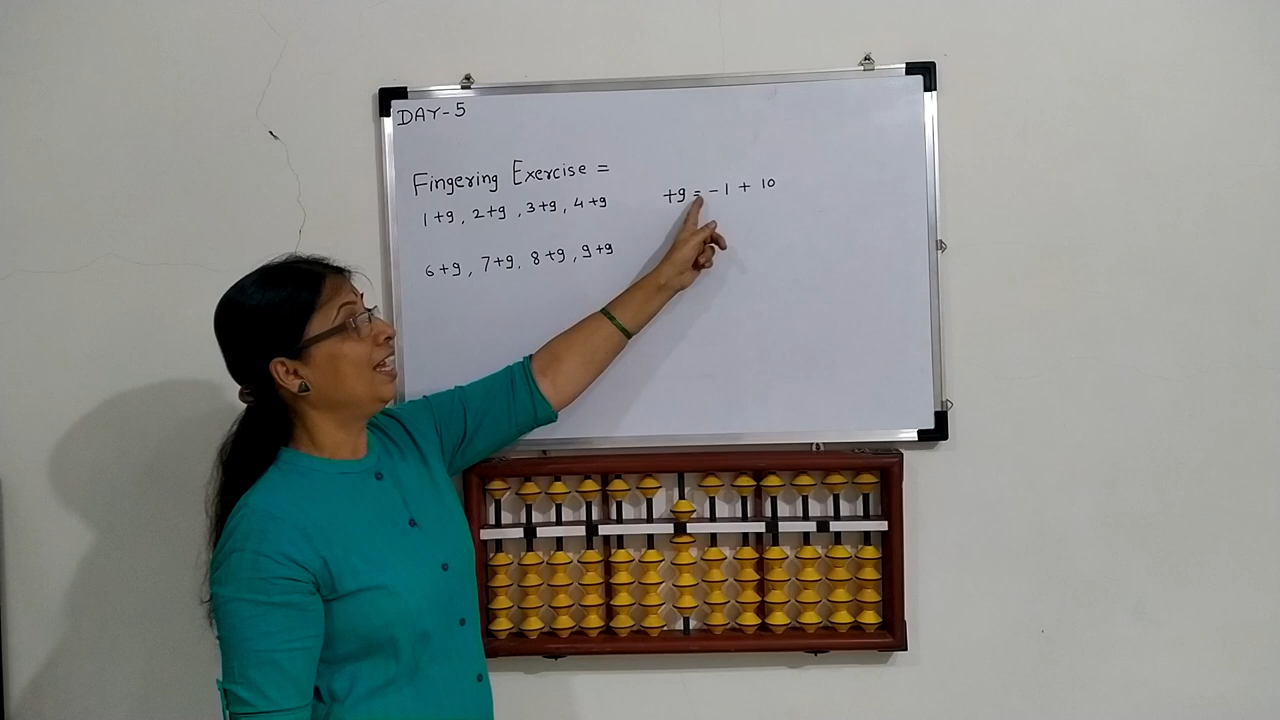 DAY-5
Fingering Exercise =
1+9, 2+9, 3+9, 4+9
+9 = -1 + 10
6+9, 7+9, 8+9, 9+9